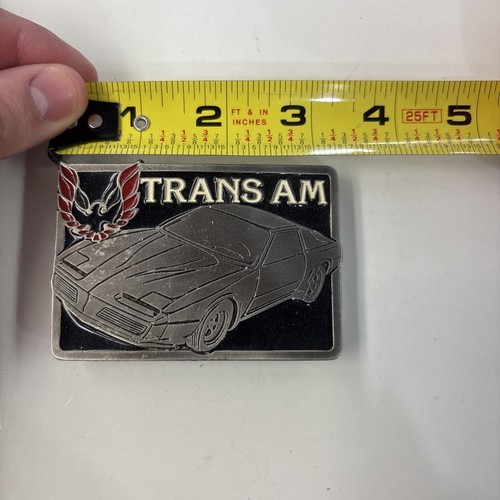 1 2 FT & IN INCHES 3 4 25FT 5
TRANS AM